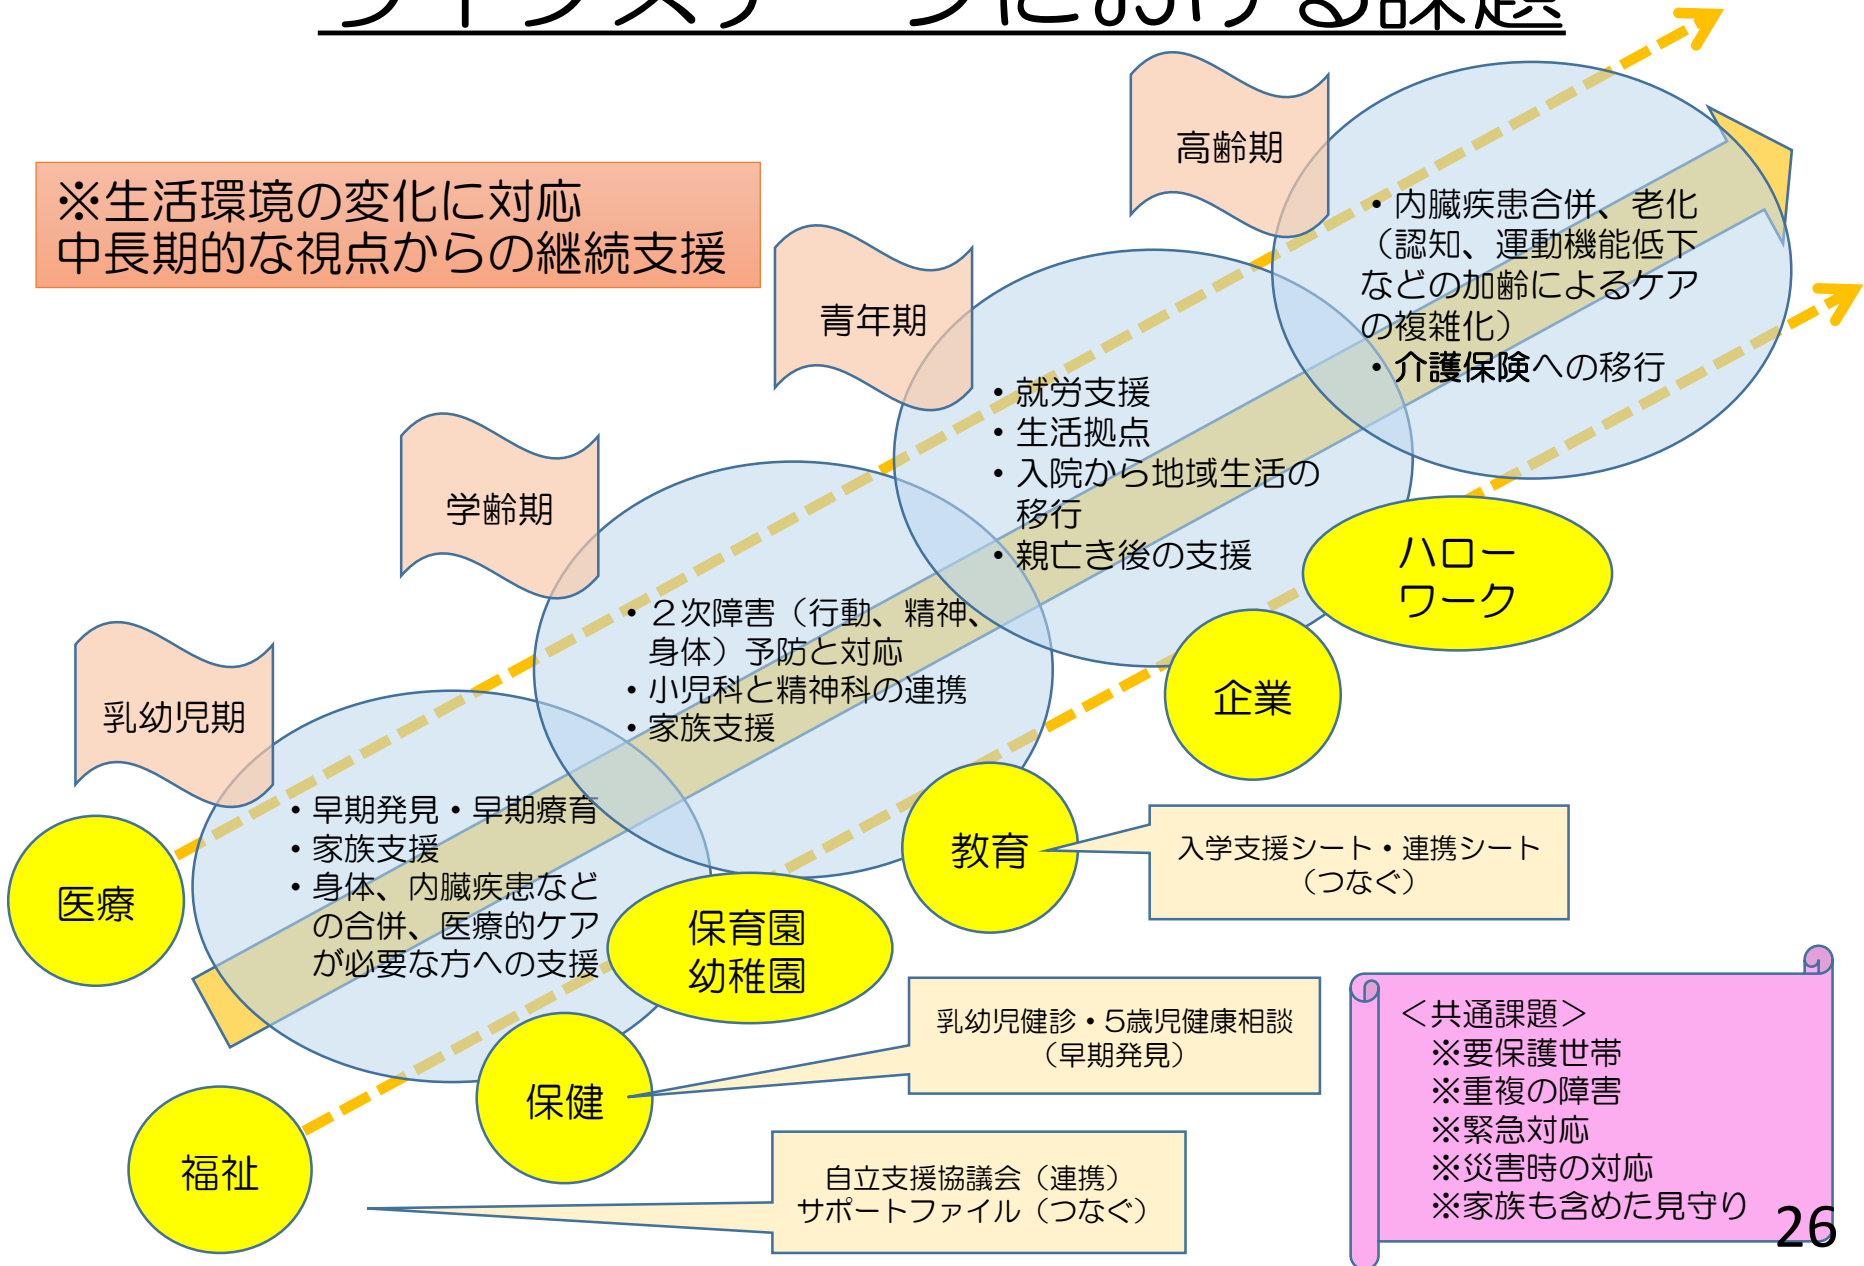 ライフステージにおける課題
※生活環境の変化に対応
中長期的な視点からの継続支援
高齢期
・内臓疾患合併、老化
（認知、運動機能低下
などの加齢によるケア
の複雑化）
・介護保険への移行
青年期
・就労支援
・生活拠点
・入院から地域生活の
移行
・親亡き後の支援
学齢期
・２次障害（行動、精神、
身体）予防と対応
・小児科と精神科の連携
・家族支援
乳幼児期
・早期発見・早期療育
・家族支援
・身体、内臓疾患など
の合併、医療的ケア
が必要な方への支援
ハロー
ワーク
企業
教育
入学支援シート・連携シート
（つなぐ）
医療
保育園
幼稚園
保健
乳幼児健診・5歳児健康相談
（早期発見）
福祉
自立支援協議会（連携）
サポートファイル（つなぐ）
＜共通課題＞
※要保護世帯
※重複の障害
※緊急対応
※災害時の対応
※家族も含めた見守り
26